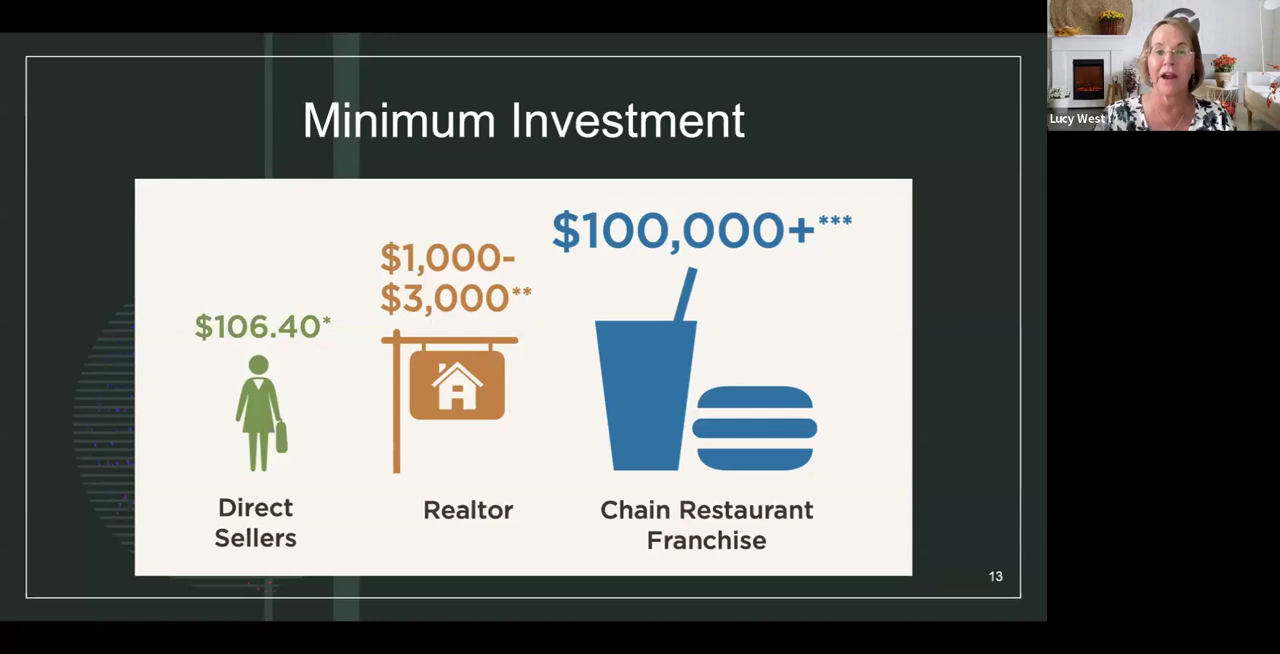 Minimum Investment
$100,000+***
$1,000-
$3,000**
$106.40*
Direct
Sellers
Realtor
Chain Restaurant
Franchise
13
Lucy West